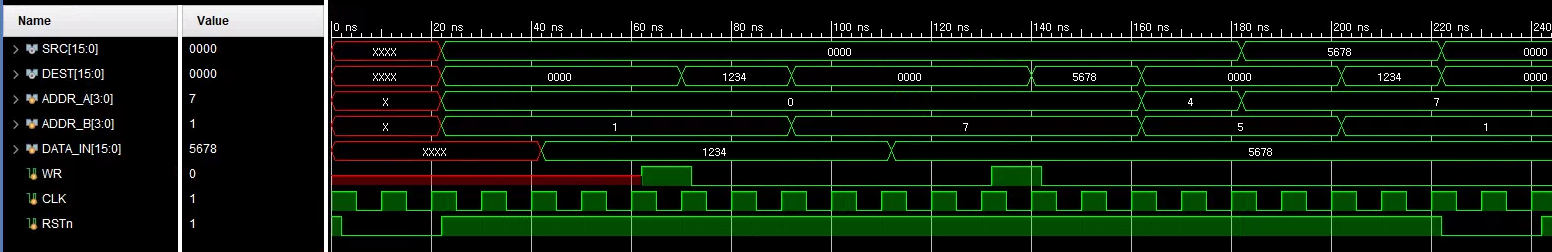 Name Value 0 ns 20 ns 40 ns 60 ns 80 ns 100 ns 120 ns 140 ns 160 ns 180 ns 200 ns 220 ns 240
SRC[15:0] 0000 XXXX 0000 5678 0000
DEST[15:0] 0000 XXXX 0000 1234 0000 5678 0000 1234 0000
ADDR_A[3:0] 7 X 0 4 7
ADDR_B[3:0] 1 X 1 7 5 1
DATA_IN[15:0] 5678 XXXX 1234 5678
WR 0
CLK 1
RSTn 1